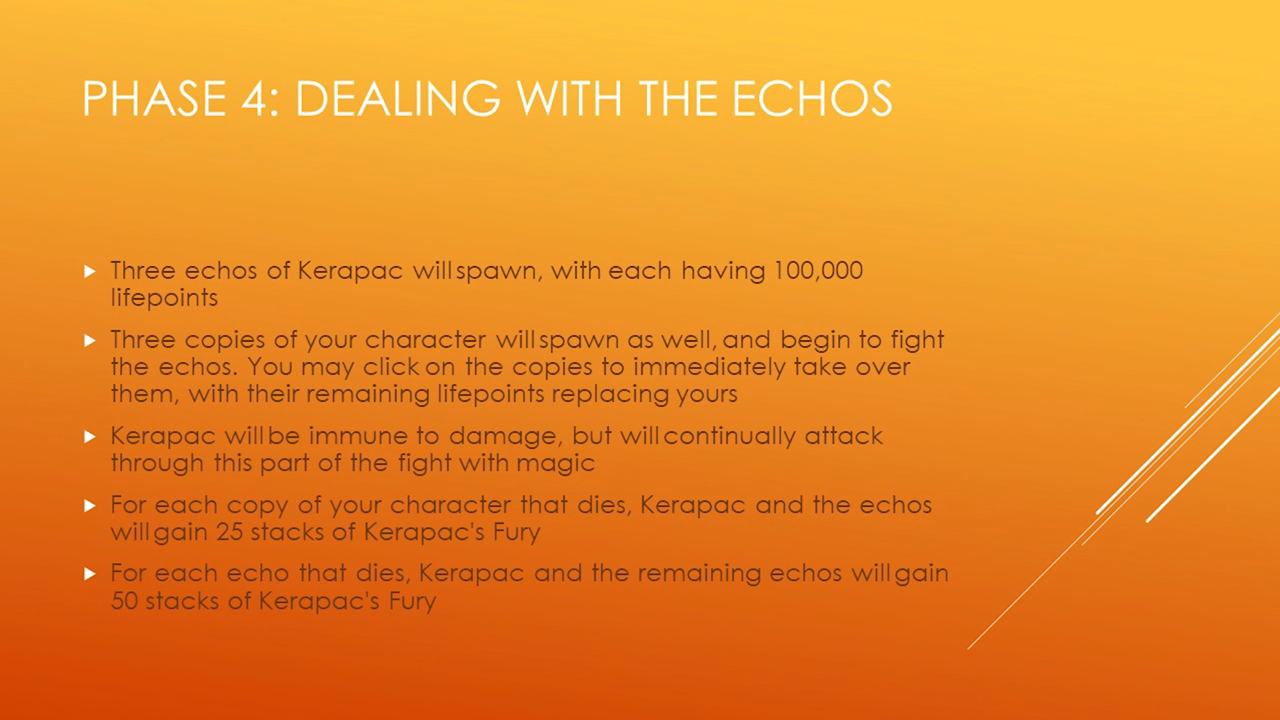 PHASE 4: DEALING WITH THE ECHOS
Three echos of Kerapac will spawn, with each having 100,000
lifepoints
Three copies of your character will spawn as well, and begin to fight
the echos. You may click on the copies to immediately take over
them, with their remaining lifepoints replacing yours
Kerapac will be immune to damage, but will continually attack
through this part of the fight with magic
For each copy of your character that dies, Kerapac and the echos
will gain 25 stacks of Kerapac's Fury
For each echo that dies, Kerapac and the remaining echos will gain
50 stacks of Kerapac's Fury